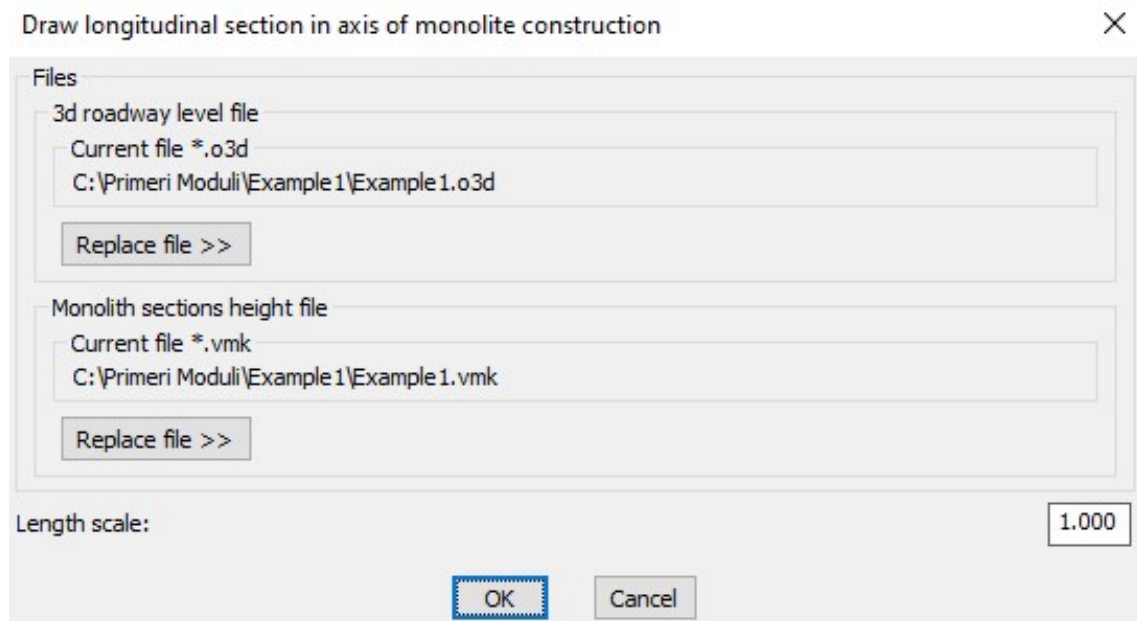 Draw longitudinal section in axis of monolite construction
Files
3d roadway level file
Current file *.o3d
C:\Primeri Moduli\Example1\Example1.o3d
Replace file >>
Monolith sections height file
Current file *.vmk
C:\Primeri Moduli\Example1\Example1.vmk
Replace file >>
Length scale: 1.000
OK Cancel